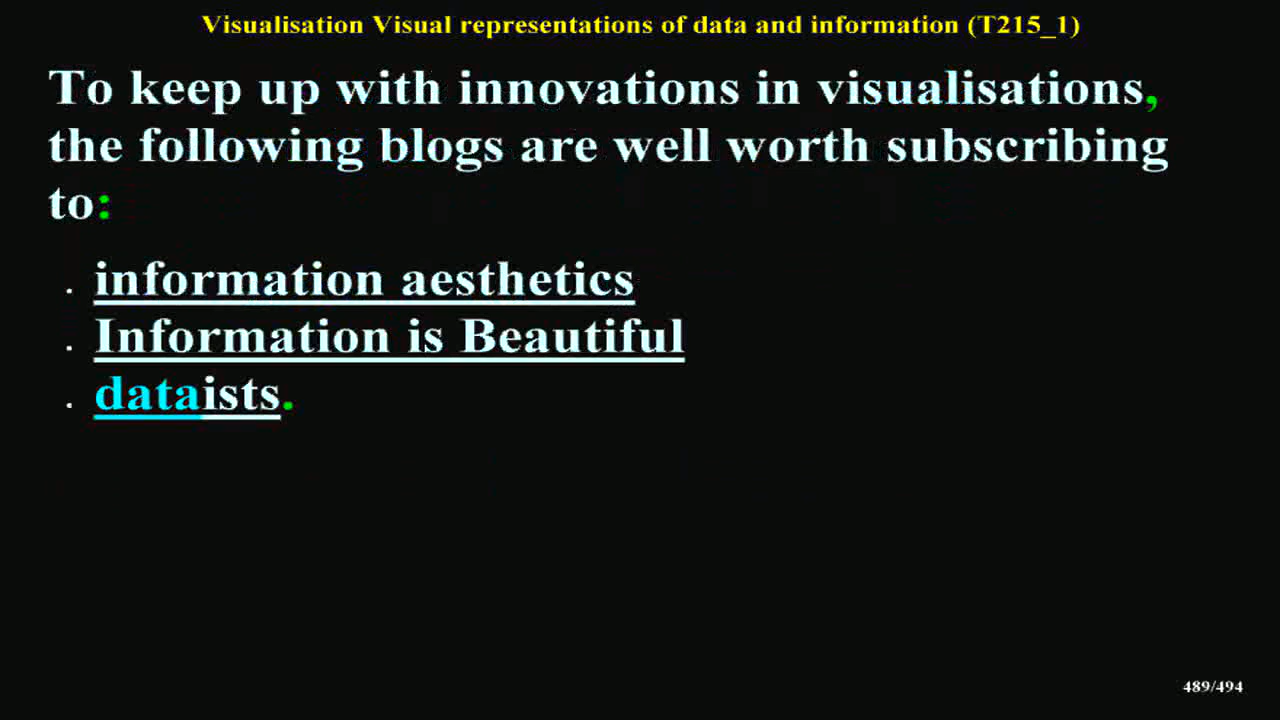 Visualisation Visual representations of data and information (T215_1)
To keep up with innovations in visualisations,
the following blogs are well worth subscribing
to:
. information aesthetics
. Information is Beautiful
. dataists.
489/494